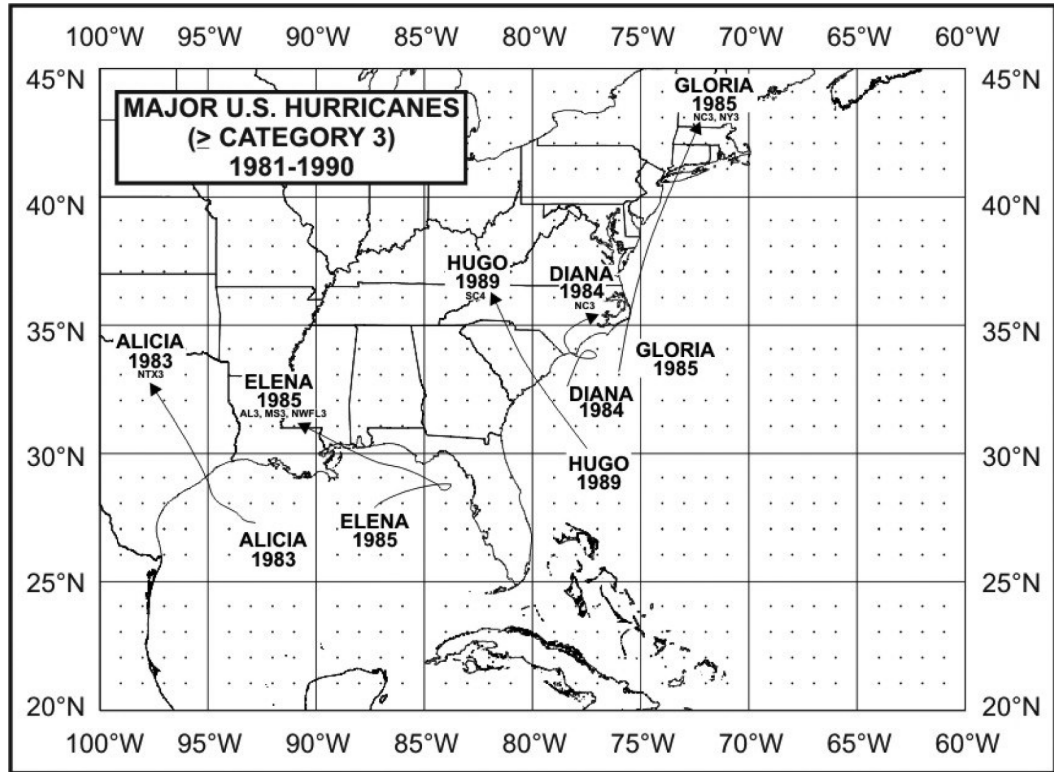 100°W 95°W 90°W 85°W 80°W 75°W 70°W 65°W 60°W
45°N 45°N
MAJOR U.S. HURRICANES
(≥ CATEGORY 3)
1981-1990
GLORIA
1985
NC3, NY3
40°N 40°N
HUGO
1989
SC4
DIANA
1984
NC3
35°N 35°N
ALICIA
1983
NTX3
GLORIA
1985
ELENA
1985
AL3, MS3, NWFL3
DIANA
1984
30°N 30°N
HUGO
1989
ELENA
1985
ALICIA
1983
25°N 25°N
20°N 20°N
100°W 95°W 90°W 85°W 80°W 75°W 70°W 65°W 60°W